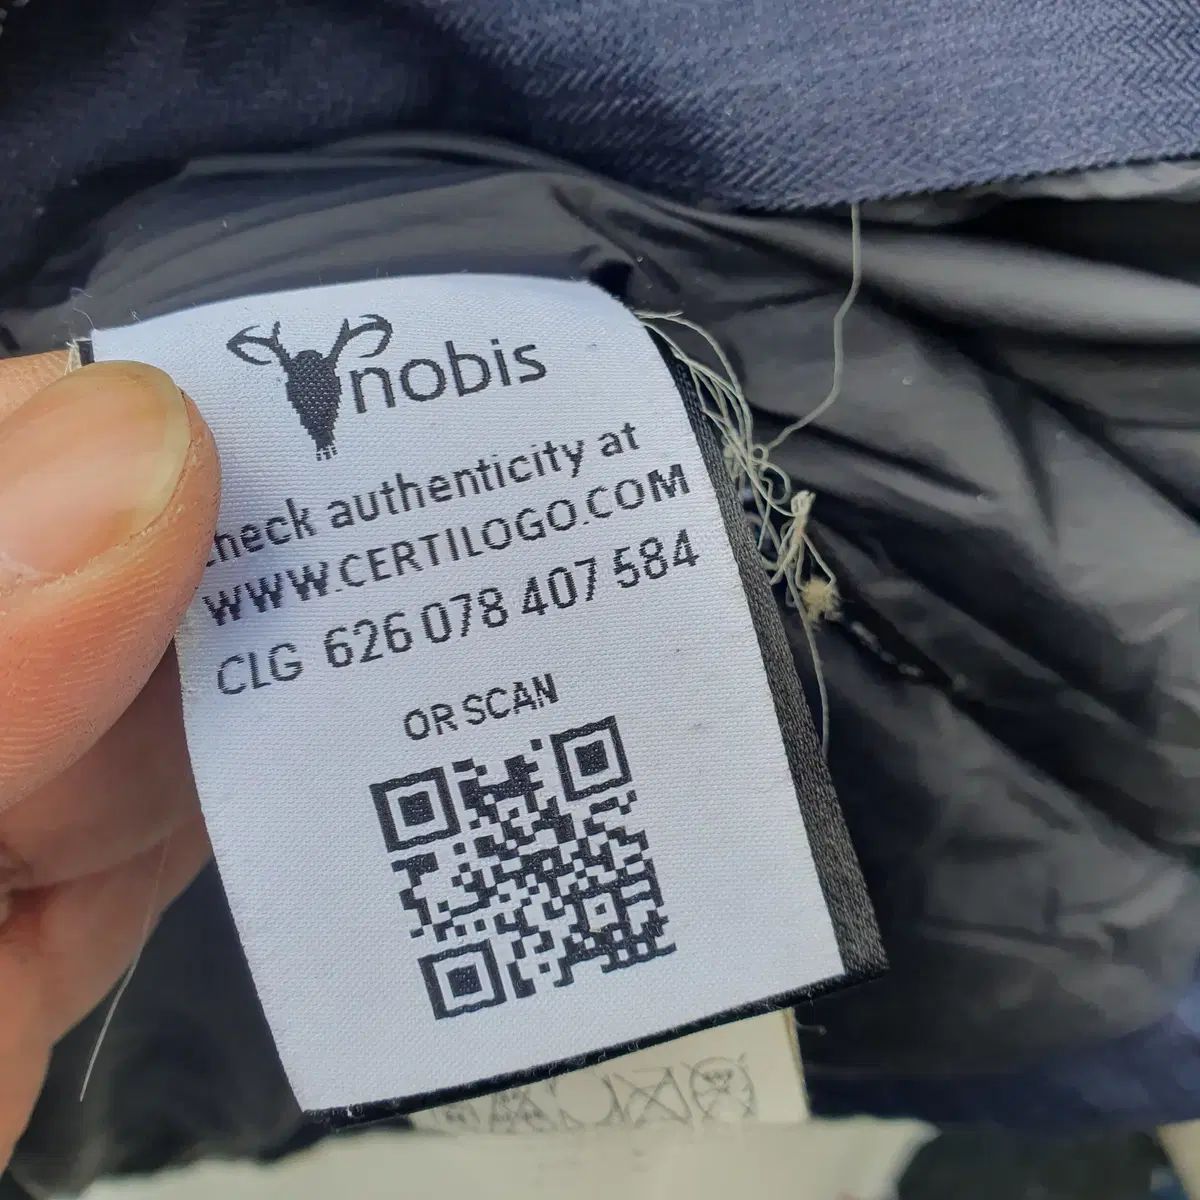 nobis
check authenticity at
WWW.CERTILOGO.COM
CLG 626 078 407 584
OR SCAN